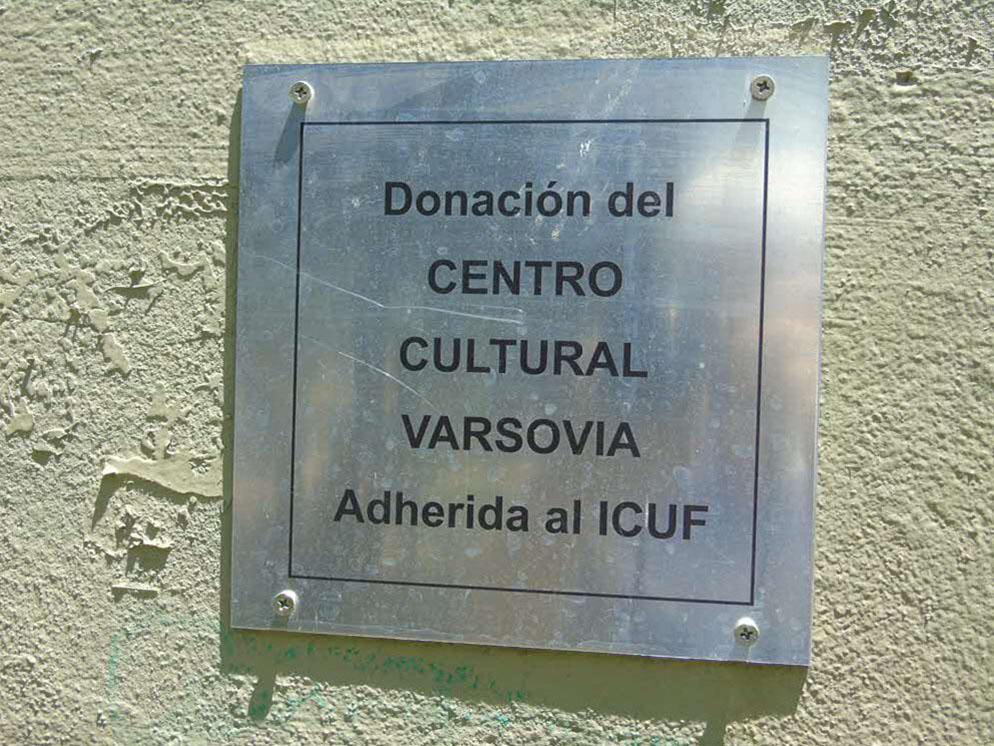 Donación del
CENTRO
CULTURAL
VARSOVIA
Adherida al ICUF